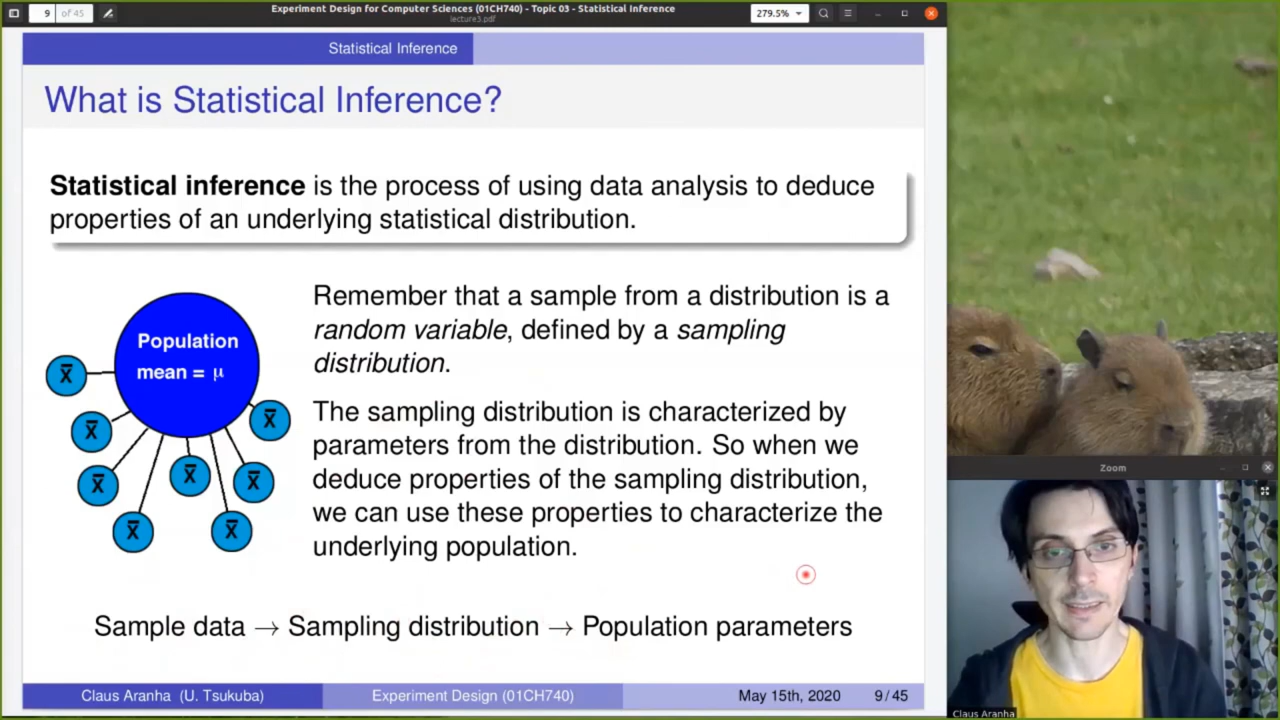 9 of 45
Experiment Design for Computer Sciences (01CH740) - Topic 03 - Statistical Inference
lecture3.pdf
279.5%
Statistical Inference
What is Statistical Inference?
Statistical inference is the process of using data analysis to deduce
properties of an underlying statistical distribution.
Population
mean = μ
X̄
X̄
X̄
X̄
X̄
X̄
X̄
X̄
Remember that a sample from a distribution is a
random variable, defined by a sampling
distribution.
The sampling distribution is characterized by
parameters from the distribution. So when we
deduce properties of the sampling distribution,
we can use these properties to characterize the
underlying population.
Sample data → Sampling distribution → Population parameters
Claus Aranha (U. Tsukuba) Experiment Design (01CH740) May 15th, 2020 9 / 45
Zoom
Claus Aranha